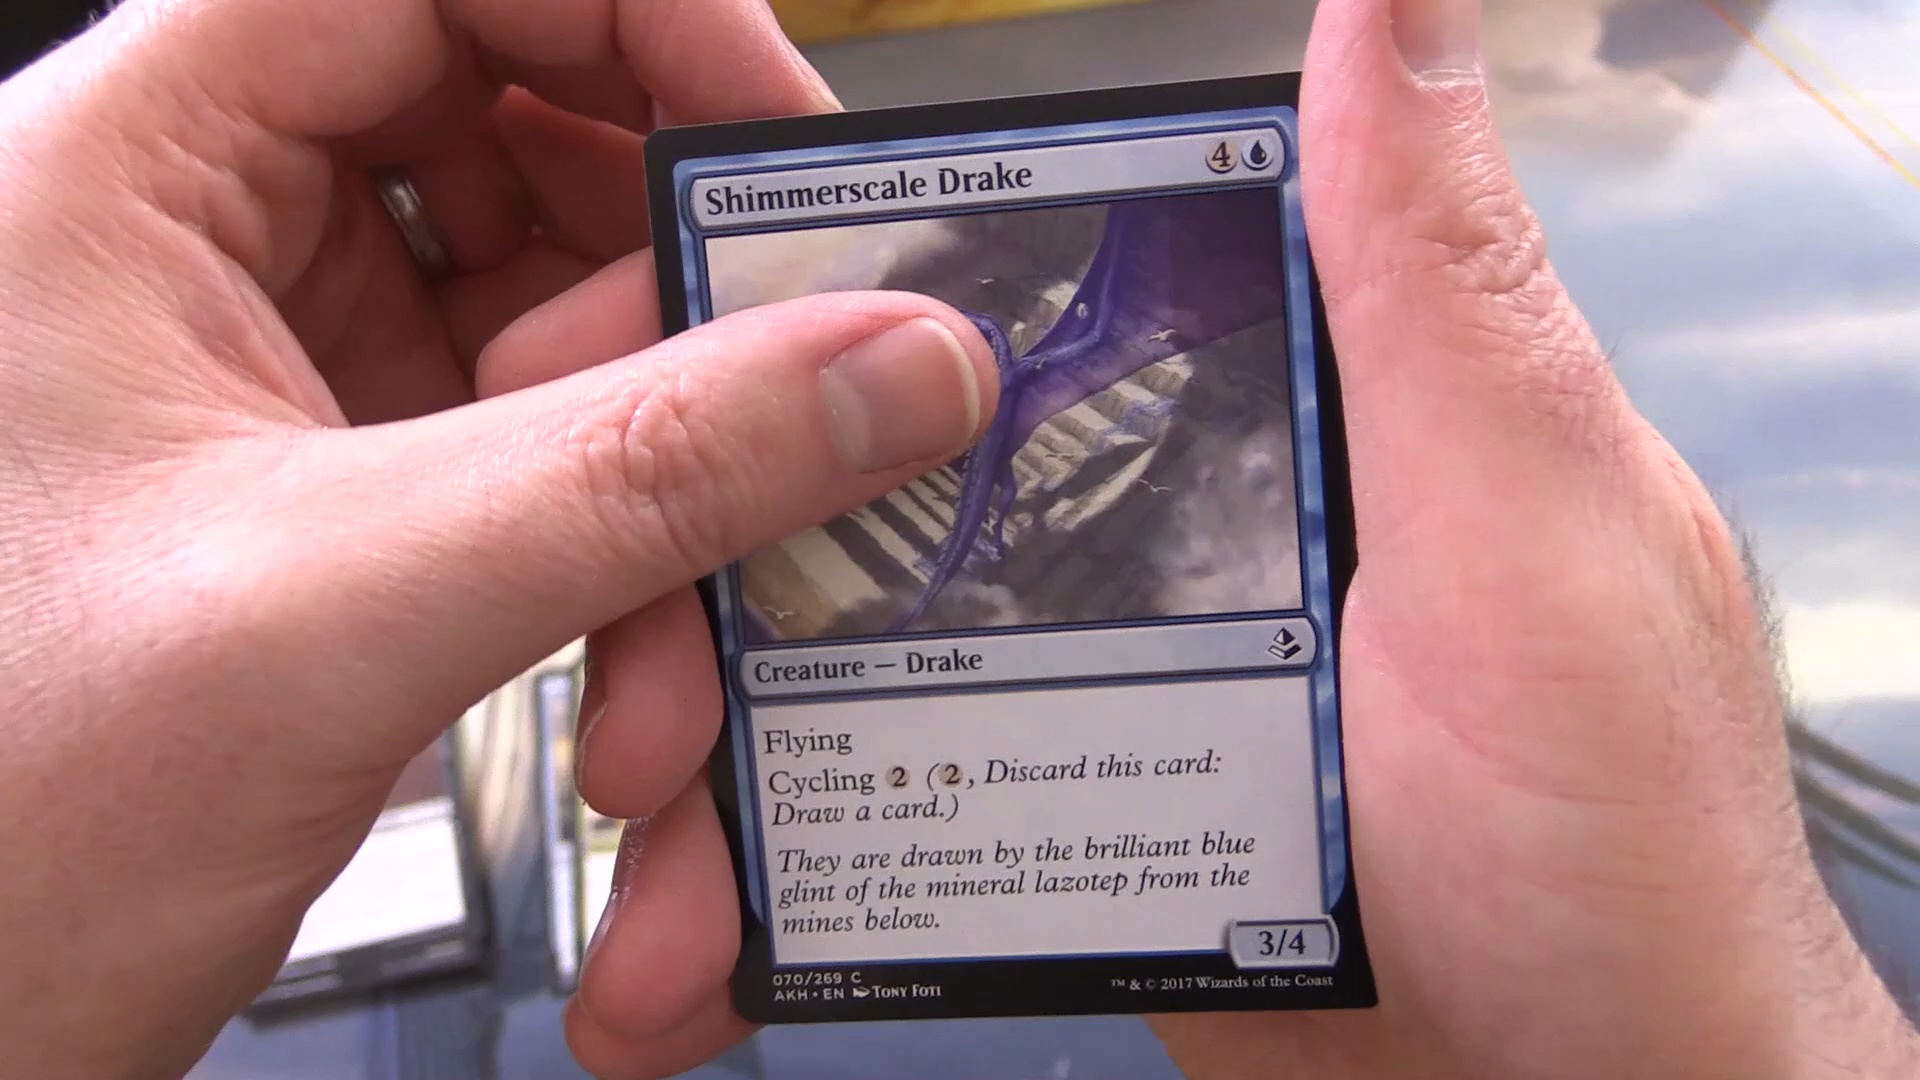 Shimmerscale Drake 4
Creature — Drake
Flying
Cycling 2 (2, Discard this card:
Draw a card.)
They are drawn by the brilliant blue
glint of the mineral lazotep from the
mines below.
3/4
070/269 C
AKH • EN Tony Foti
™ & © 2017 Wizards of the Coast